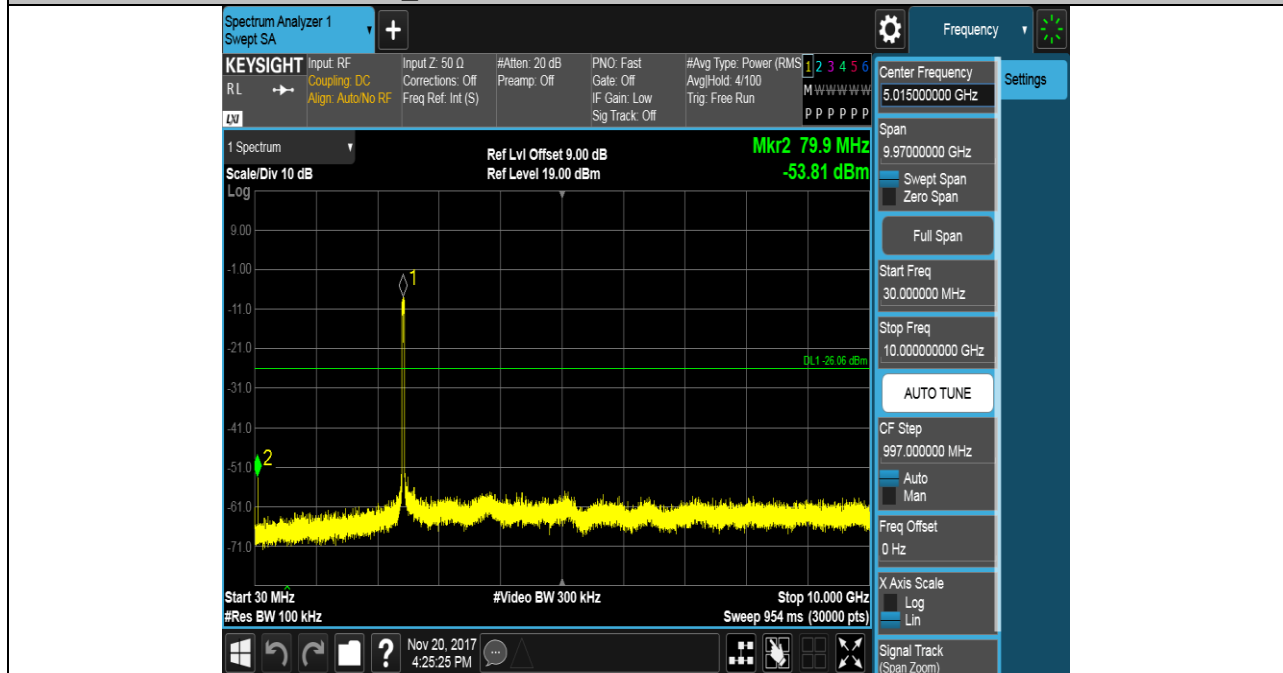 Spectrum Analyzer 1
Swept SA
+
Frequency
KEYSIGHT
RL
LXI
Input: RF
Coupling: DC
Align: Auto/No RF
Input Z: 50 Ω
Corrections: Off
Freq Ref: Int (S)
#Atten: 20 dB
Preamp: Off
PNO: Fast
Gate: Off
IF Gain: Low
Sig Track: Off
#Avg Type: Power (RMS
Avg|Hold: 4/100
Trig: Free Run
1 2 3 4 5 6
M W W W W W
P P P P P P
1 Spectrum
Scale/Div 10 dB
Ref Lvl Offset 9.00 dB
Ref Level 19.00 dBm
Mkr2 79.9 MHz
-53.81 dBm
Log
9.00
-1.00
-11.0
-21.0
-31.0
-41.0
-51.0
-61.0
-71.0
1
2
DL1 -26.06 dBm
Start 30 MHz
#Res BW 100 kHz
#Video BW 300 kHz
Stop 10.000 GHz
Sweep 954 ms (30000 pts)
Center Frequency
5.015000000 GHz
Settings
Span
9.97000000 GHz
Swept Span
Zero Span
Full Span
Start Freq
30.000000 MHz
Stop Freq
10.000000000 GHz
AUTO TUNE
CF Step
997.000000 MHz
Auto
Man
Freq Offset
0 Hz
X Axis Scale
Log
Lin
Signal Track
(Span Zoom)
?
Nov 20, 2017
4:25:25 PM